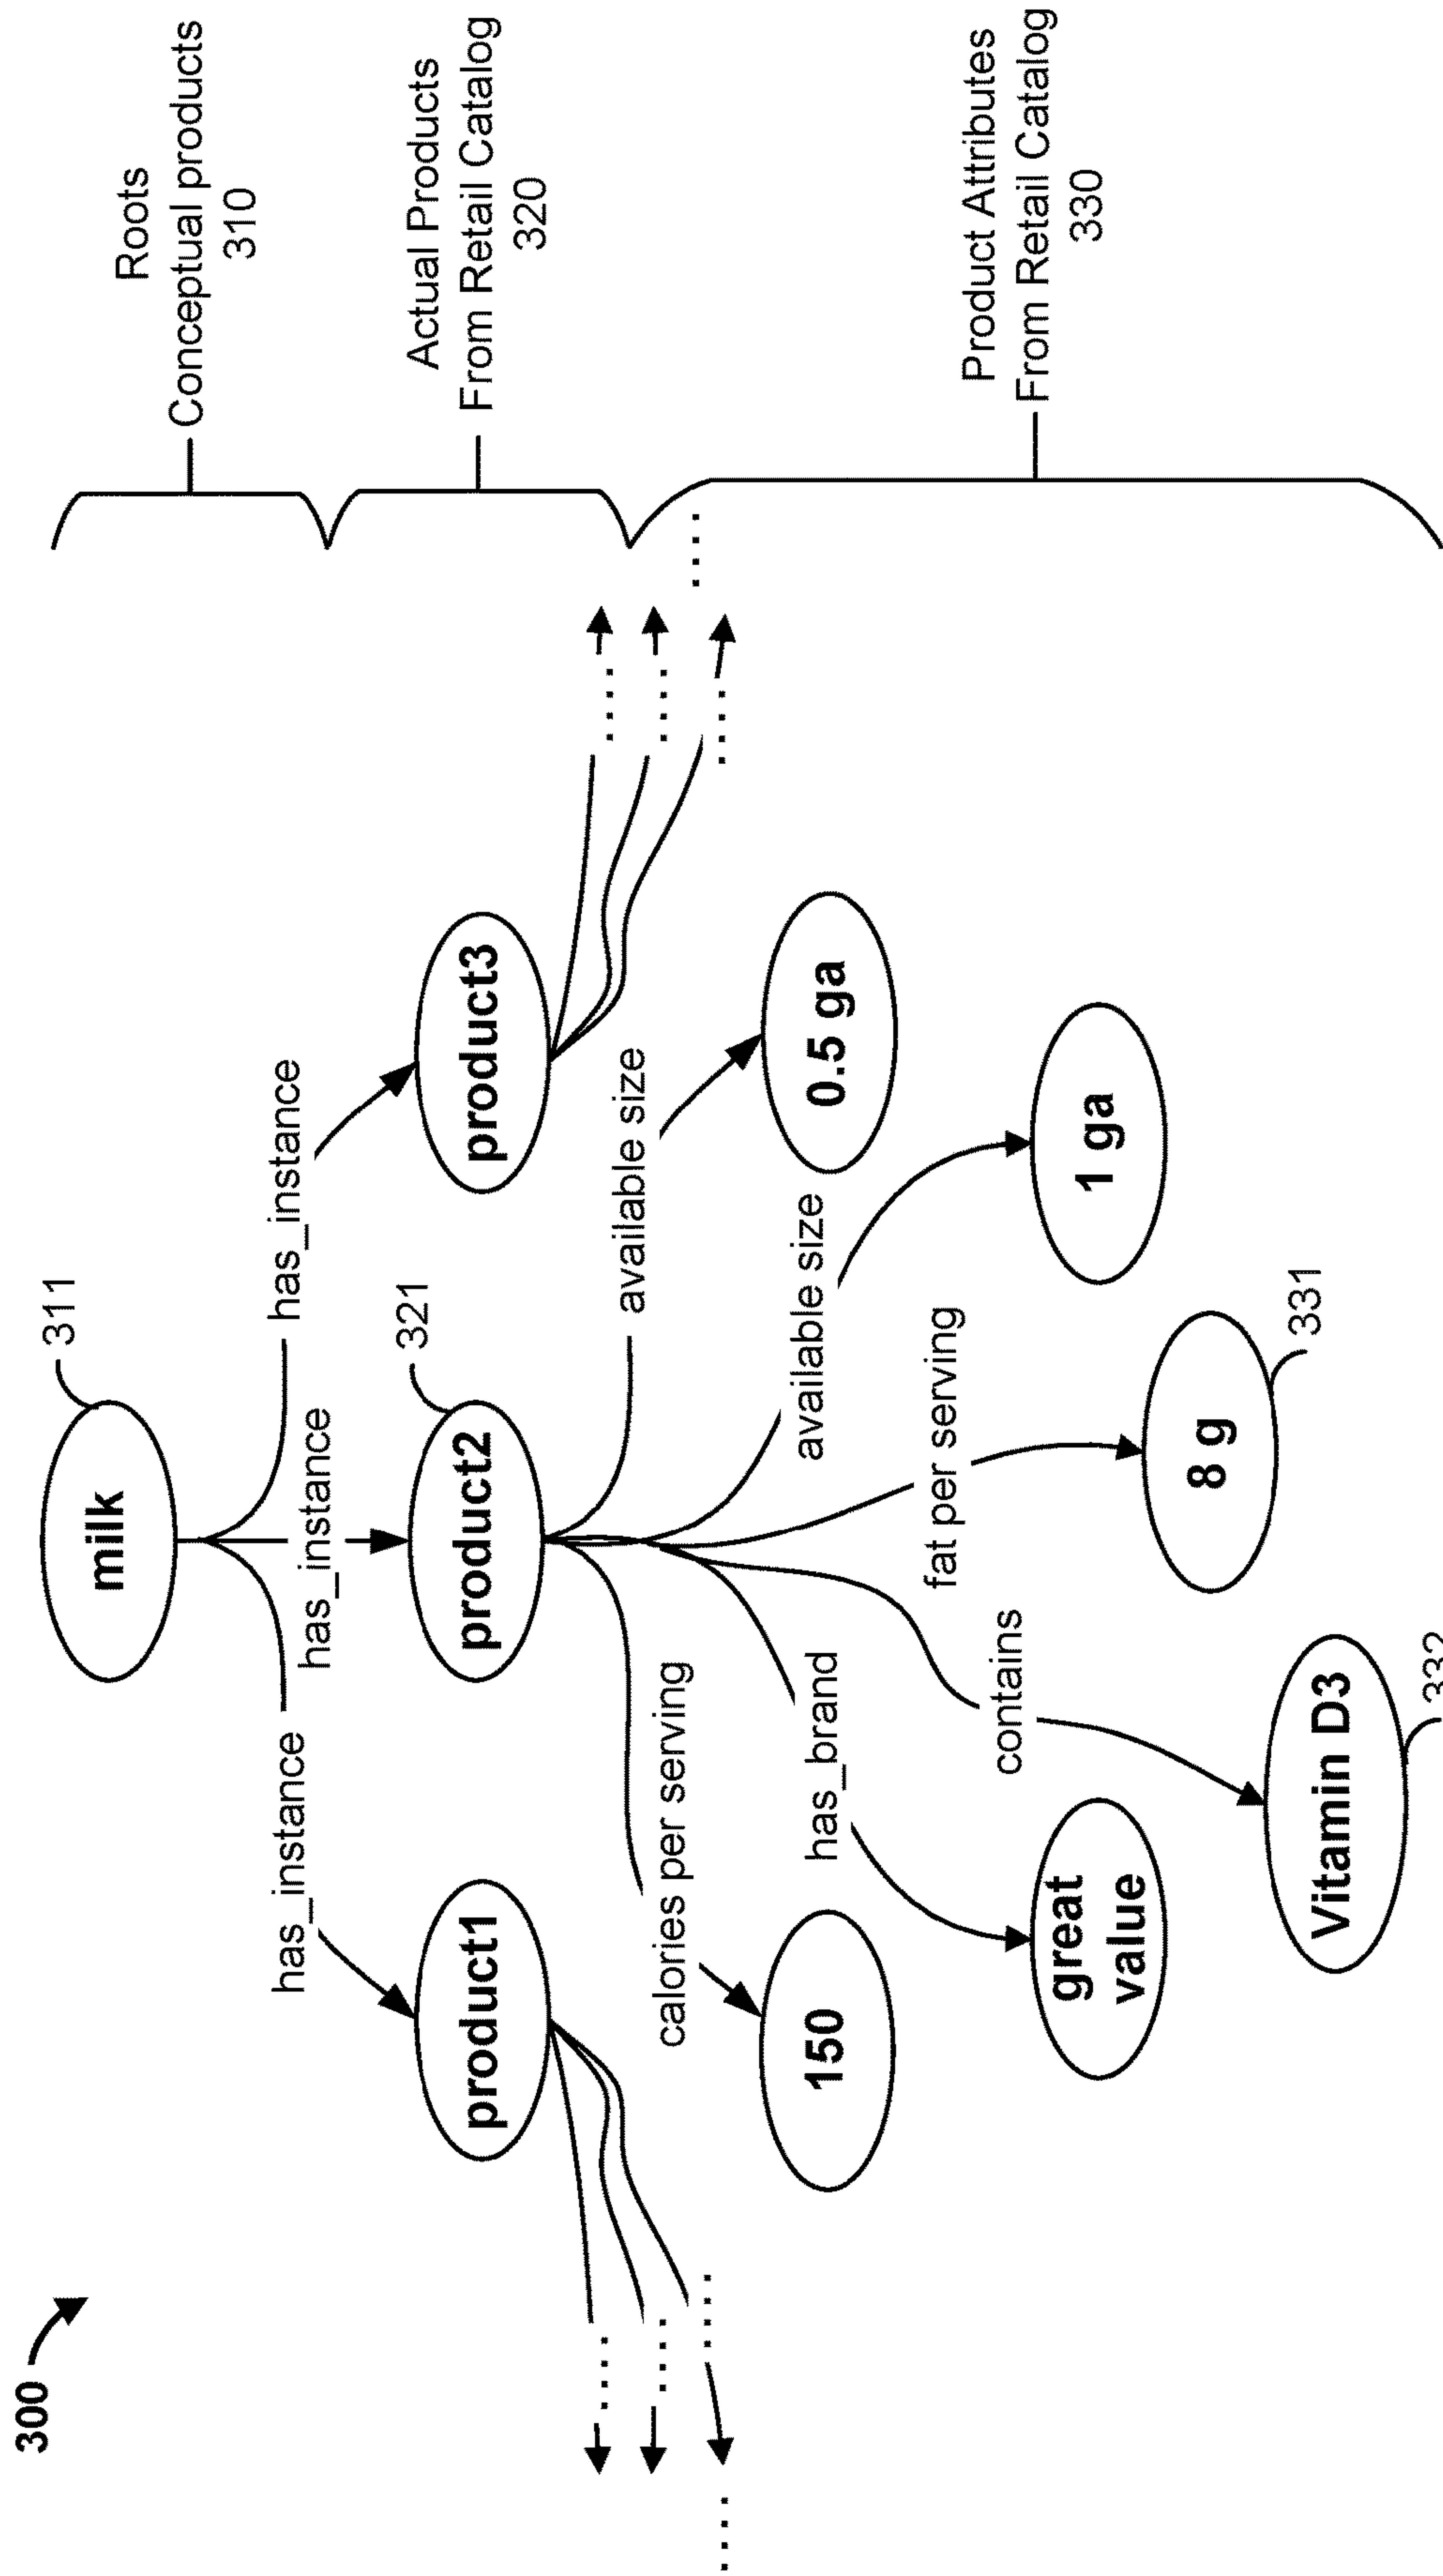 300
milk
311
has_instance
has_instance
has_instance
Roots
Conceptual products
310
product1
product2
321
product3
Actual Products
From Retail Catalog
320
calories per serving
available size
has_brand
available size
fat per serving
contains
150
0.5 ga
great
value
1 ga
8 g
331
Vitamin D3
332
Product Attributes
From Retail Catalog
330